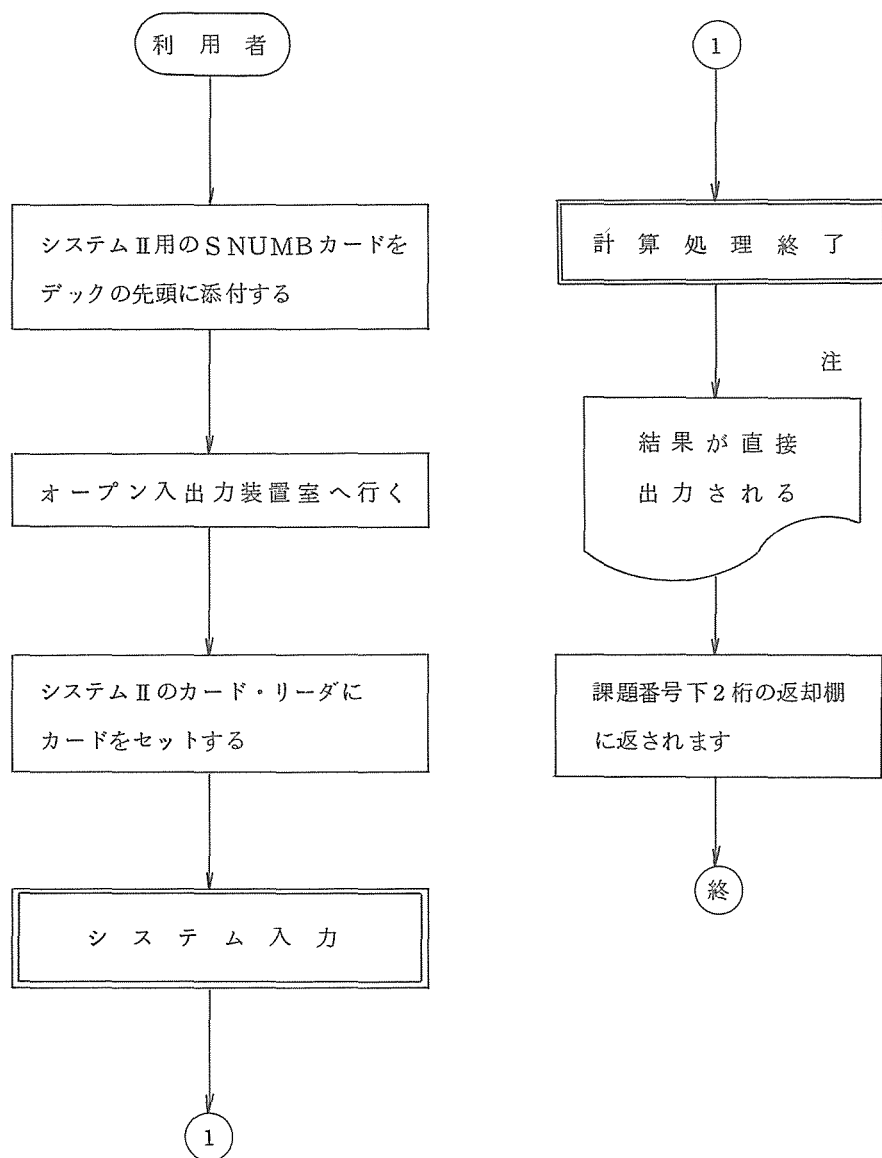 利用者
システムⅡ用のSNUMBカードを
デックの先頭に添付する
オープン入出力装置室へ行く
システムⅡのカード・リーダに
カードをセットする
システム入力
1
1
計算処理終了
注
結果が直接
出力される
課題番号下2桁の返却棚
に返されます
終